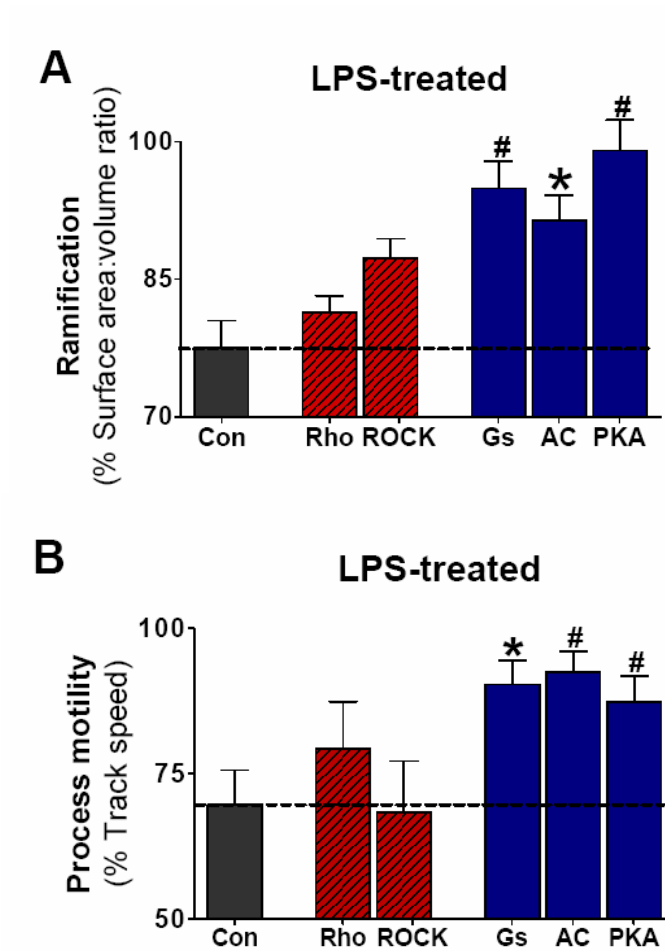 A
LPS-treated
Ramification
(% Surface area:volume ratio)
100
85
70
#
*
#
Con Rho ROCK Gs AC PKA
B
LPS-treated
Process motility
(% Track speed)
100
75
50
*
#
#
Con Rho ROCK Gs AC PKA